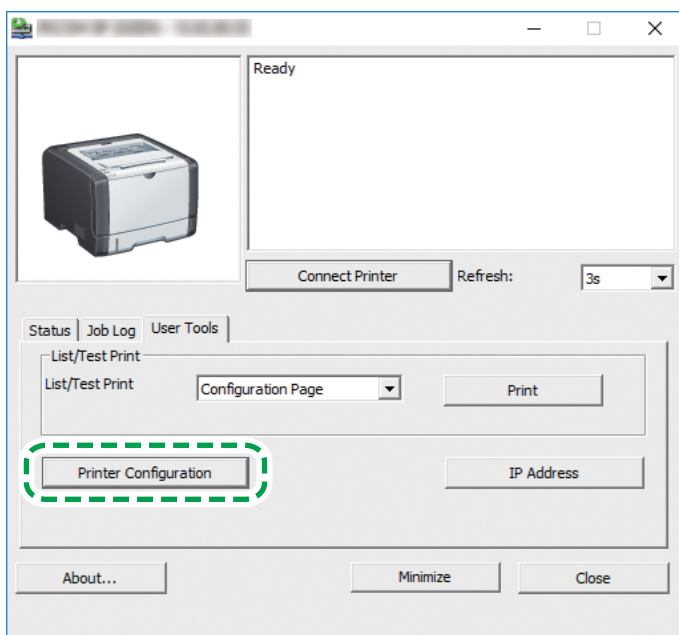 Ready
Connect Printer Refresh: 3s
Status Job Log User Tools
List/Test Print
List/Test Print Configuration Page Print
Printer Configuration IP Address
About... Minimize Close